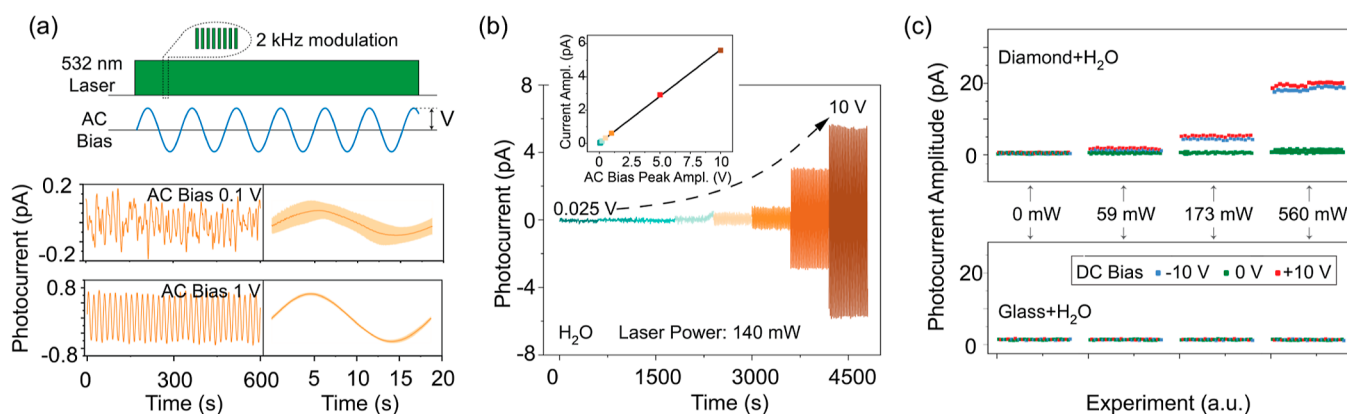 (a)
2 kHz modulation
532 nm
Laser
AC
Bias
V
Photocurrent (pA)
0.2
-0.2
AC Bias 0.1 V
0.8
-0.8
AC Bias 1 V
0 300 600 5 10 15 20
Time (s) Time (s)
(b)
Photocurrent (pA)
8
4
0
-4
-8
Current Ampl. (pA)
6
4
2
0
0 2.5 5.0 7.5 10
AC Bias Peak Ampl. (V)
10 V
0.025 V
H2O Laser Power: 140 mW
0 1500 3000 4500
Time (s)
(c)
Photocurrent Amplitude (pA)
Diamond+H2O
20
0
0 mW 59 mW 173 mW 560 mW
DC Bias -10 V 0 V +10 V
20
Glass+H2O
0
Experiment (a.u.)